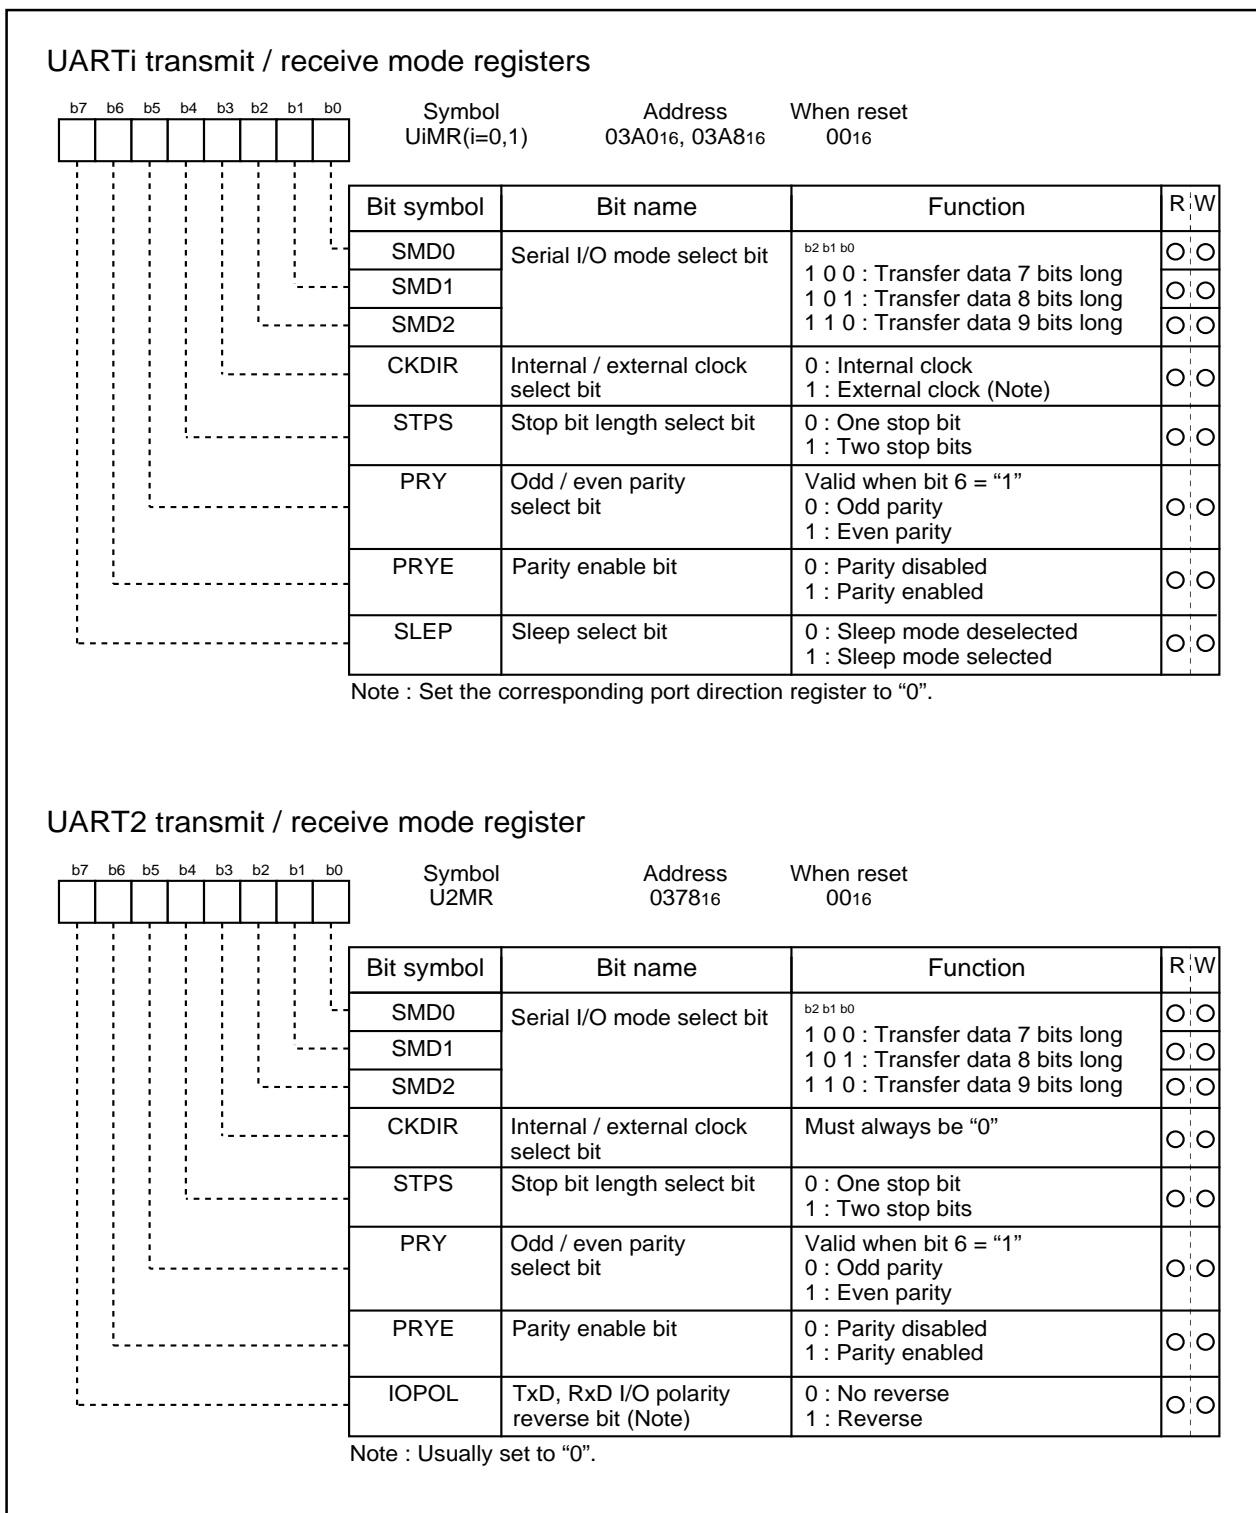 UARTi transmit / receive mode registers
b7 b6 b5 b4 b3 b2 b1 b0
Symbol Address When reset
UiMR(i=0,1) 03A016, 03A816 0016
Bit symbol Bit name Function R W
SMD0 Serial I/O mode select bit b2 b1 b0
1 0 0 : Transfer data 7 bits long
SMD1
1 0 1 : Transfer data 8 bits long
SMD2 1 1 0 : Transfer data 9 bits long
CKDIR Internal / external clock 0 : Internal clock
select bit 1 : External clock (Note)
STPS Stop bit length select bit 0 : One stop bit
1 : Two stop bits
PRY Odd / even parity Valid when bit 6 = “1”
select bit 0 : Odd parity
1 : Even parity
PRYE Parity enable bit 0 : Parity disabled
1 : Parity enabled
SLEP Sleep select bit 0 : Sleep mode deselected
1 : Sleep mode selected
Note : Set the corresponding port direction register to “0”.
UART2 transmit / receive mode register
b7 b6 b5 b4 b3 b2 b1 b0
Symbol Address When reset
U2MR 037816 0016
Bit symbol Bit name Function R W
SMD0 Serial I/O mode select bit b2 b1 b0
1 0 0 : Transfer data 7 bits long
SMD1
1 0 1 : Transfer data 8 bits long
SMD2 1 1 0 : Transfer data 9 bits long
CKDIR Internal / external clock Must always be “0”
select bit
STPS Stop bit length select bit 0 : One stop bit
1 : Two stop bits
PRY Odd / even parity Valid when bit 6 = “1”
select bit 0 : Odd parity
1 : Even parity
PRYE Parity enable bit 0 : Parity disabled
1 : Parity enabled
IOPOL TxD, RxD I/O polarity 0 : No reverse
reverse bit (Note) 1 : Reverse
Note : Usually set to “0”.